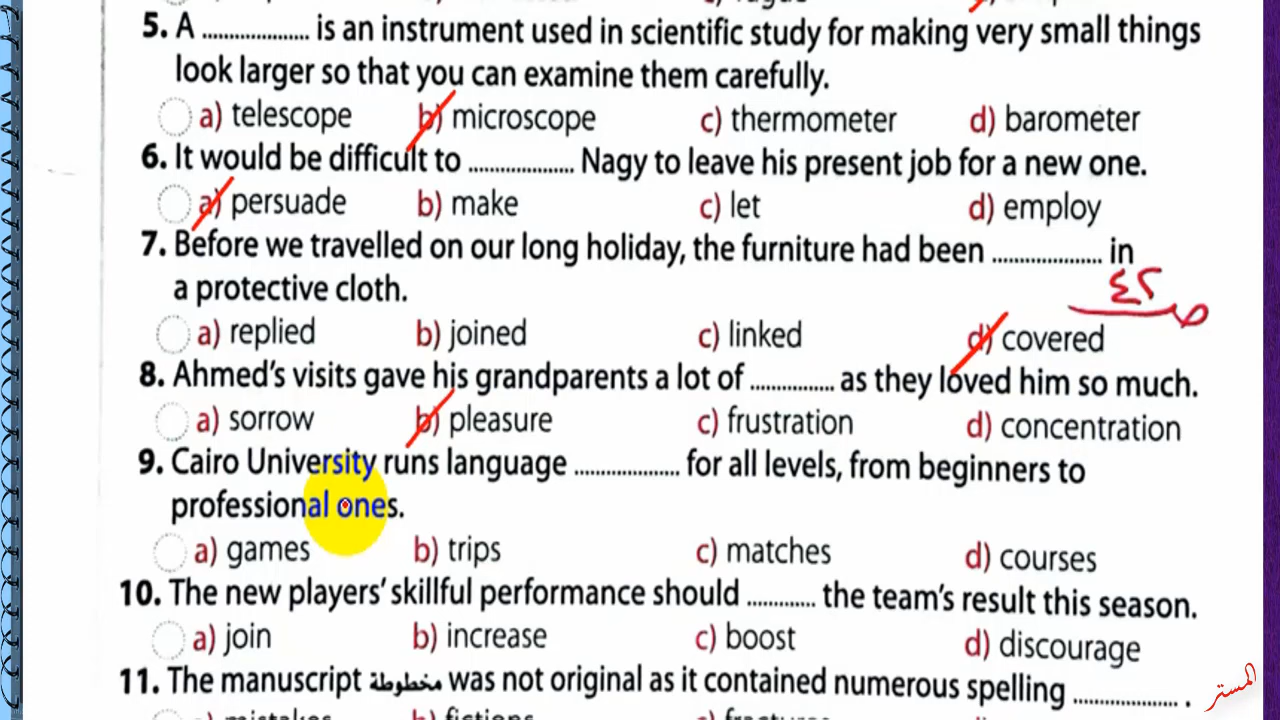 5. A .................... is an instrument used in scientific study for making very small things
look larger so that you can examine them carefully.
a) telescope b) microscope c) thermometer d) barometer
6. It would be difficult to .................... Nagy to leave his present job for a new one.
a) persuade b) make c) let d) employ
7. Before we travelled on our long holiday, the furniture had been .................... in
a protective cloth.
ص ٤٢
a) replied b) joined c) linked d) covered
8. Ahmed's visits gave his grandparents a lot of ............... as they loved him so much.
a) sorrow b) pleasure c) frustration d) concentration
9. Cairo University runs language .................... for all levels, from beginners to
professional ones.
a) games b) trips c) matches d) courses
10. The new players' skillful performance should ............. the team's result this season.
a) join b) increase c) boost d) discourage
11. The manuscript مخطوطة was not original as it contained numerous spelling .................... .
المستر
a) mistakes b) fictions c) fractures